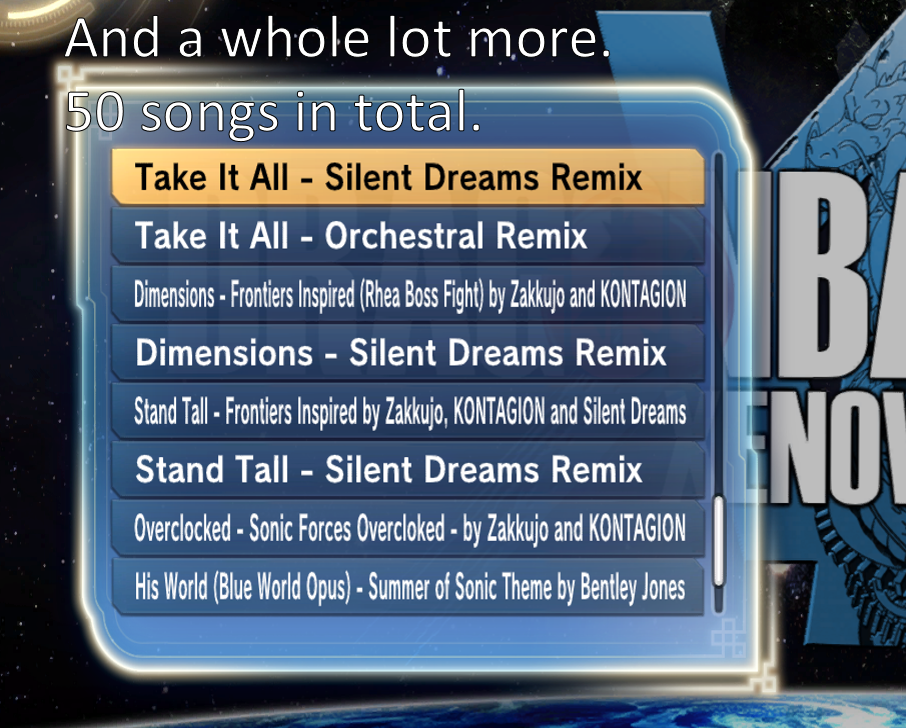 And a whole lot more.
50 songs in total.
Take It All - Silent Dreams Remix
Take It All - Orchestral Remix
Dimensions - Frontiers Inspired (Rhea Boss Fight) by Zakkujo and KONTAGION
Dimensions - Silent Dreams Remix
Stand Tall - Frontiers Inspired by Zakkujo, KONTAGION and Silent Dreams
Stand Tall - Silent Dreams Remix
Overclocked - Sonic Forces Overcloked - by Zakkujo and KONTAGION
His World (Blue World Opus) - Summer of Sonic Theme by Bentley Jones